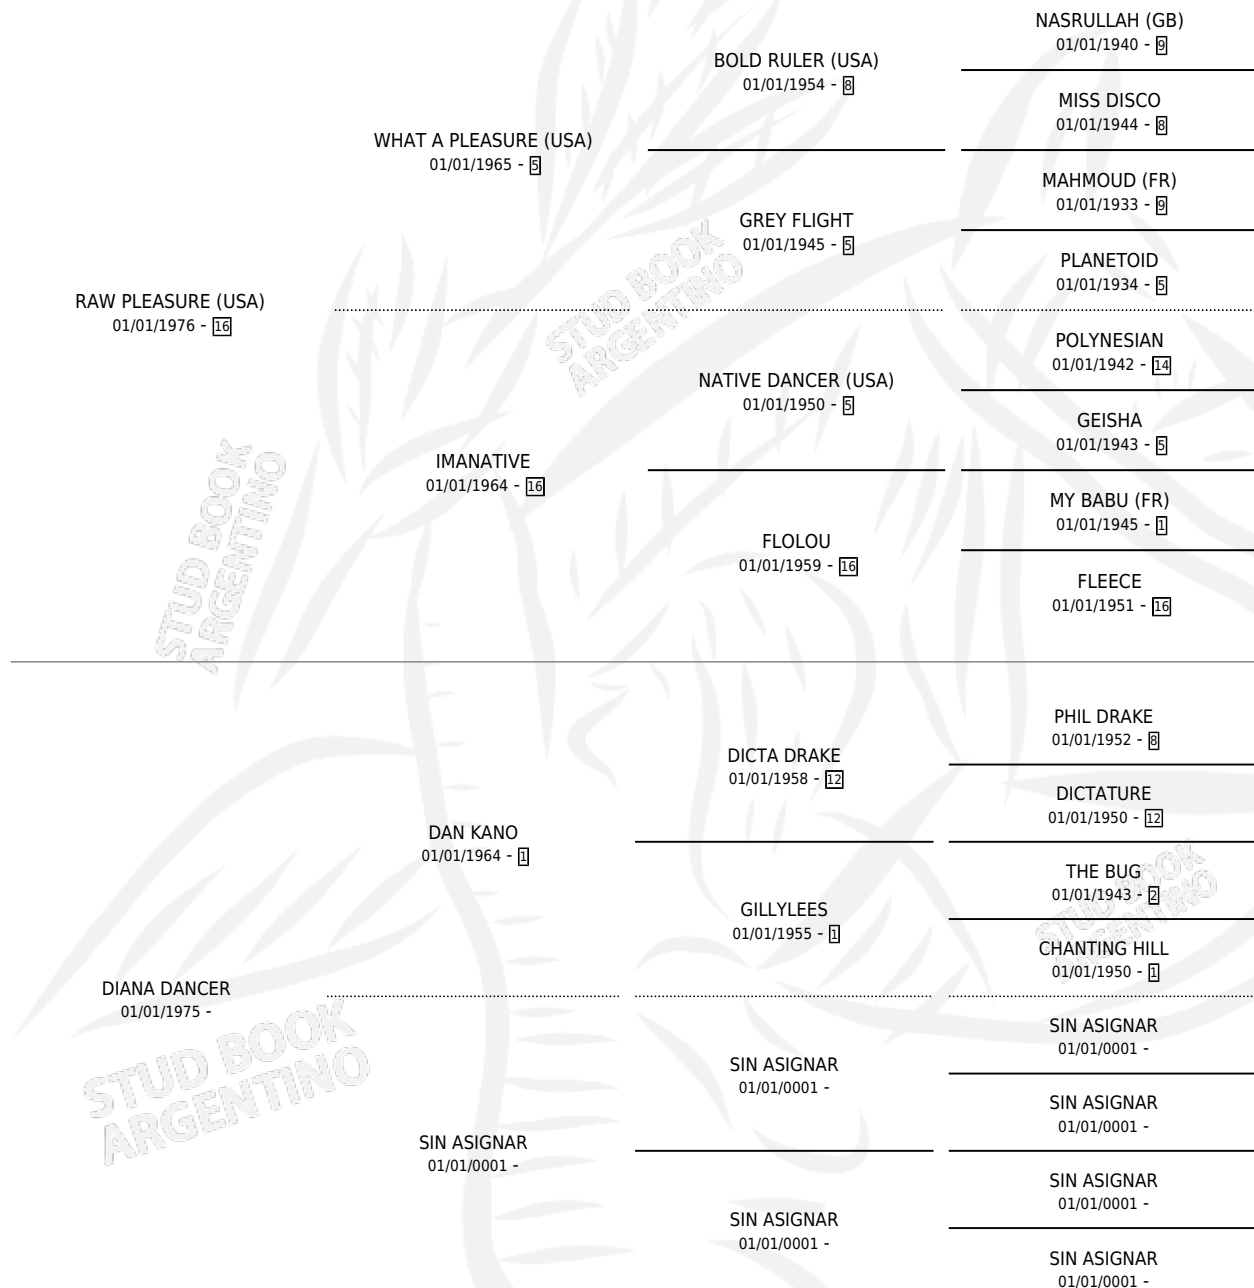 NASRULLAH (GB)
01/01/1940 - 9
BOLD RULER (USA)
01/01/1954 - 8
MISS DISCO
01/01/1944 - 8
WHAT A PLEASURE (USA)
01/01/1965 - 5
MAHMOUD (FR)
01/01/1933 - 9
GREY FLIGHT
01/01/1945 - 5
PLANETOID
01/01/1934 - 5
RAW PLEASURE (USA)
01/01/1976 - 16
POLYNESIAN
01/01/1942 - 14
NATIVE DANCER (USA)
01/01/1950 - 5
GEISHA
01/01/1943 - 5
IMANATIVE
01/01/1964 - 16
MY BABU (FR)
01/01/1945 - 1
FLOLOU
01/01/1959 - 16
FLEECE
01/01/1951 - 16
PHIL DRAKE
01/01/1952 - 8
DICTA DRAKE
01/01/1958 - 12
DICTATURE
01/01/1950 - 12
DAN KANO
01/01/1964 - 1
THE BUG
01/01/1943 - 2
GILLYLEES
01/01/1955 - 1
CHANTING HILL
01/01/1950 - 1
DIANA DANCER
01/01/1975 -
SIN ASIGNAR
01/01/0001 -
SIN ASIGNAR
01/01/0001 -
SIN ASIGNAR
01/01/0001 -
SIN ASIGNAR
01/01/0001 -
SIN ASIGNAR
01/01/0001 -
SIN ASIGNAR
01/01/0001 -
SIN ASIGNAR
01/01/0001 -
STUD BOOK
ARGENTINO
STUD BOOK
ARGENTINO
STUD BOOK
ARGENTINO
STUD BOOK
ARGENTINO